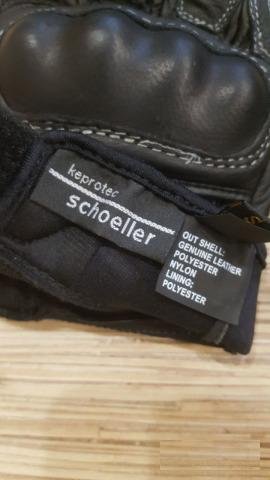 keprotec
schoeller
OUT SHELL:
GENUINE LEATHER
POLYESTER
NYLON
LINING:
POLYESTER